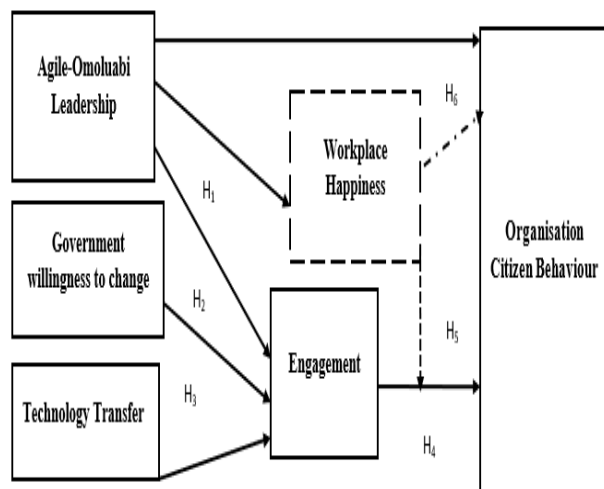 Agile-Omoluabi
Leadership
H6
Workplace
Happiness
H1
Government
willingness to change
Organisation
Citizen Behaviour
H2
Engagement
H5
Technology Transfer
H3
H4